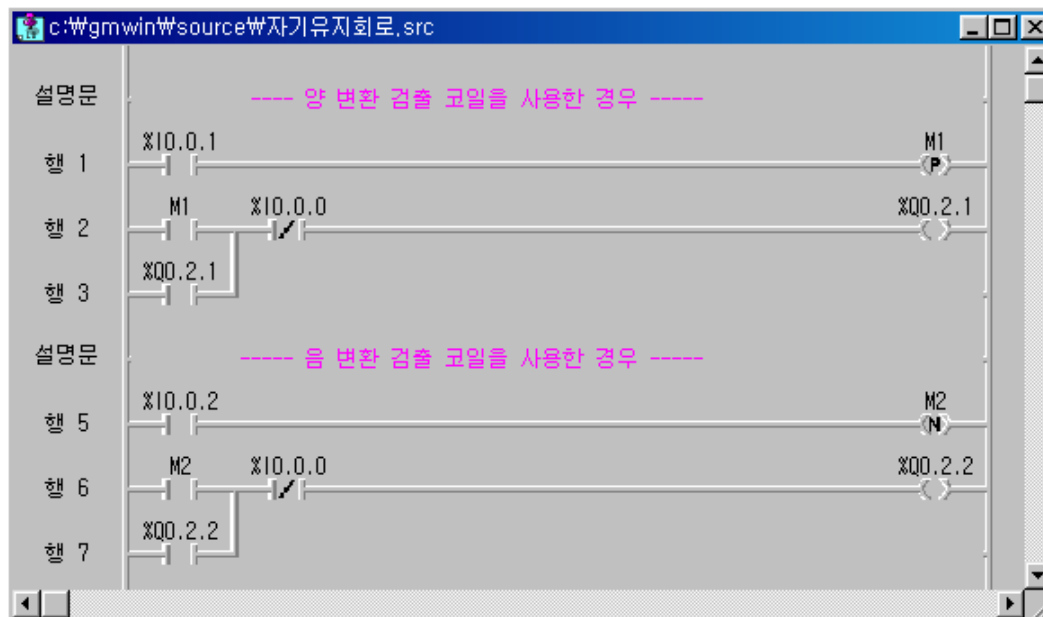 c:₩gmwin₩source₩자기유지회로.src
설명문 ---- 양 변환 검출 코일을 사용한 경우 -----
%I0.0.1 M1
행 1 P
M1 %I0.0.0 %Q0.2.1
행 2
%Q0.2.1
행 3
설명문 ----- 음 변환 검출 코일을 사용한 경우 -----
%I0.0.2 M2
행 5 N
M2 %I0.0.0 %Q0.2.2
행 6
%Q0.2.2
행 7